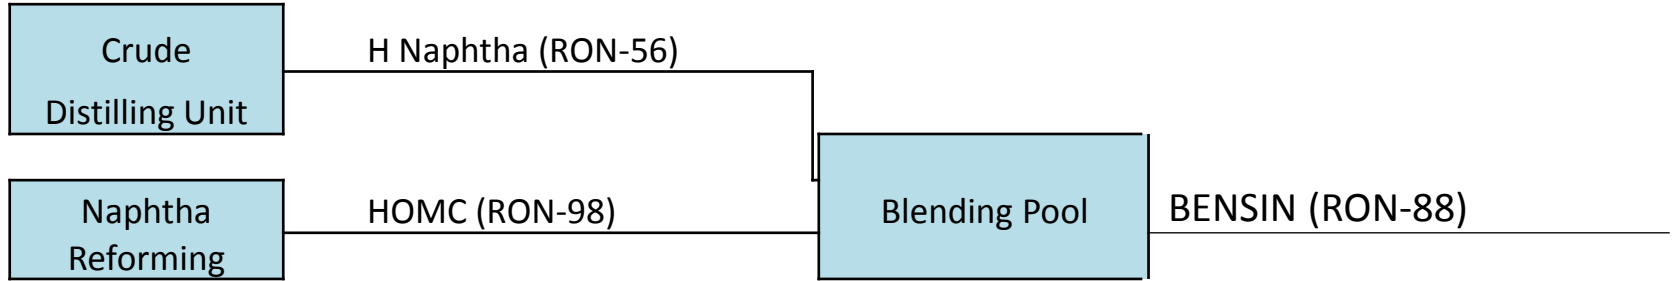 Crude
Distilling Unit
H Naphtha (RON-56)
Naphtha
Reforming
HOMC (RON-98)
Blending Pool
BENSIN (RON-88)